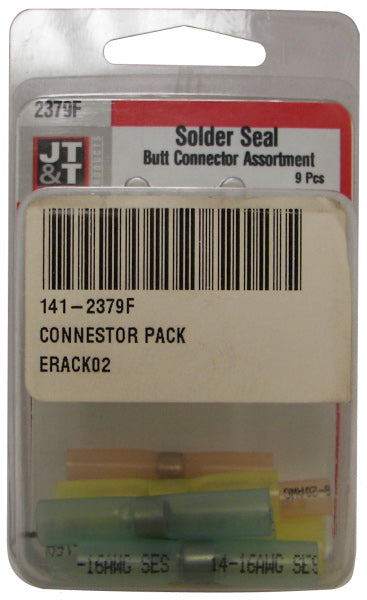 2379F
JT
&T
PRODUCTS
Solder Seal
Butt Connector Assortment
9 Pcs
141-2379F
CONNESTOR PACK
ERACK02
-16AWG SES
14-16AWG SES